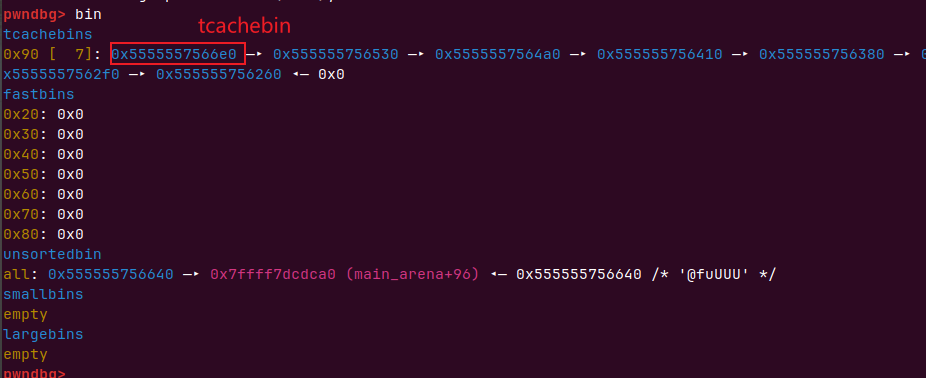 pwndbg> bin
tcachebin
tcachebins
0x90 [  7]: 0x5555557566e0 —▸ 0x555555756530 —▸ 0x5555557564a0 —▸ 0x555555756410 —▸ 0x555555756380 —▸ 0
x5555557562f0 —▸ 0x555555756260 ◂— 0x0
fastbins
0x20: 0x0
0x30: 0x0
0x40: 0x0
0x50: 0x0
0x60: 0x0
0x70: 0x0
0x80: 0x0
unsortedbin
all: 0x555555756640 —▸ 0x7ffff7dcdca0 (main_arena+96) ◂— 0x555555756640 /* '@fuUUU' */
smallbins
empty
largebins
empty
pwndbg>